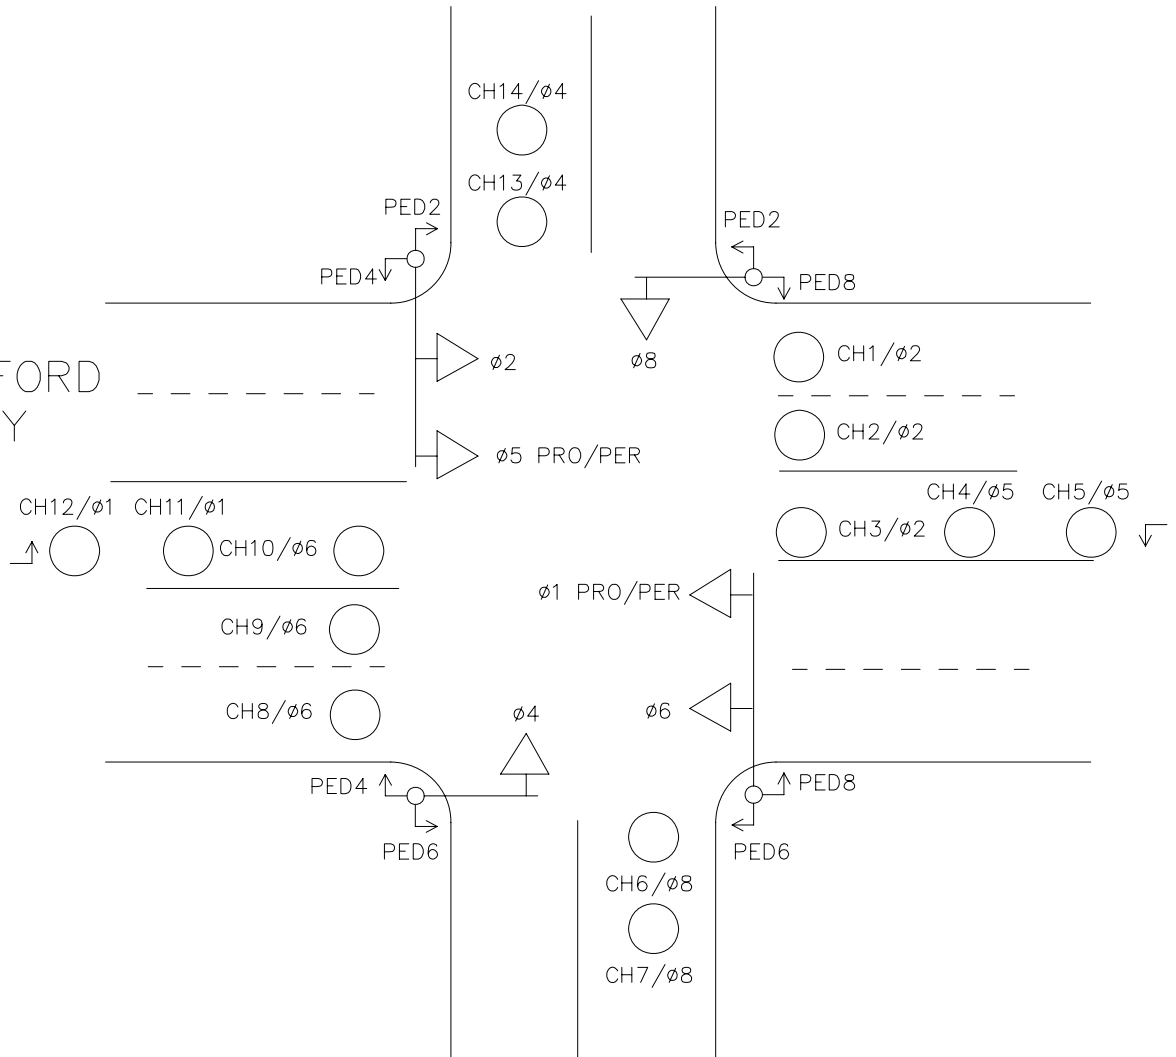 CH14/ø4
CH13/ø4
PED2
PED2
PED4
PED8
ø2
ø8
CH1/ø2
FORD
Y
CH2/ø2
ø5 PRO/PER
CH12/ø1
CH11/ø1
CH4/ø5
CH5/ø5
CH10/ø6
CH3/ø2
ø1 PRO/PER
CH9/ø6
CH8/ø6
ø4
ø6
PED4
PED8
PED6
PED6
CH6/ø8
CH7/ø8